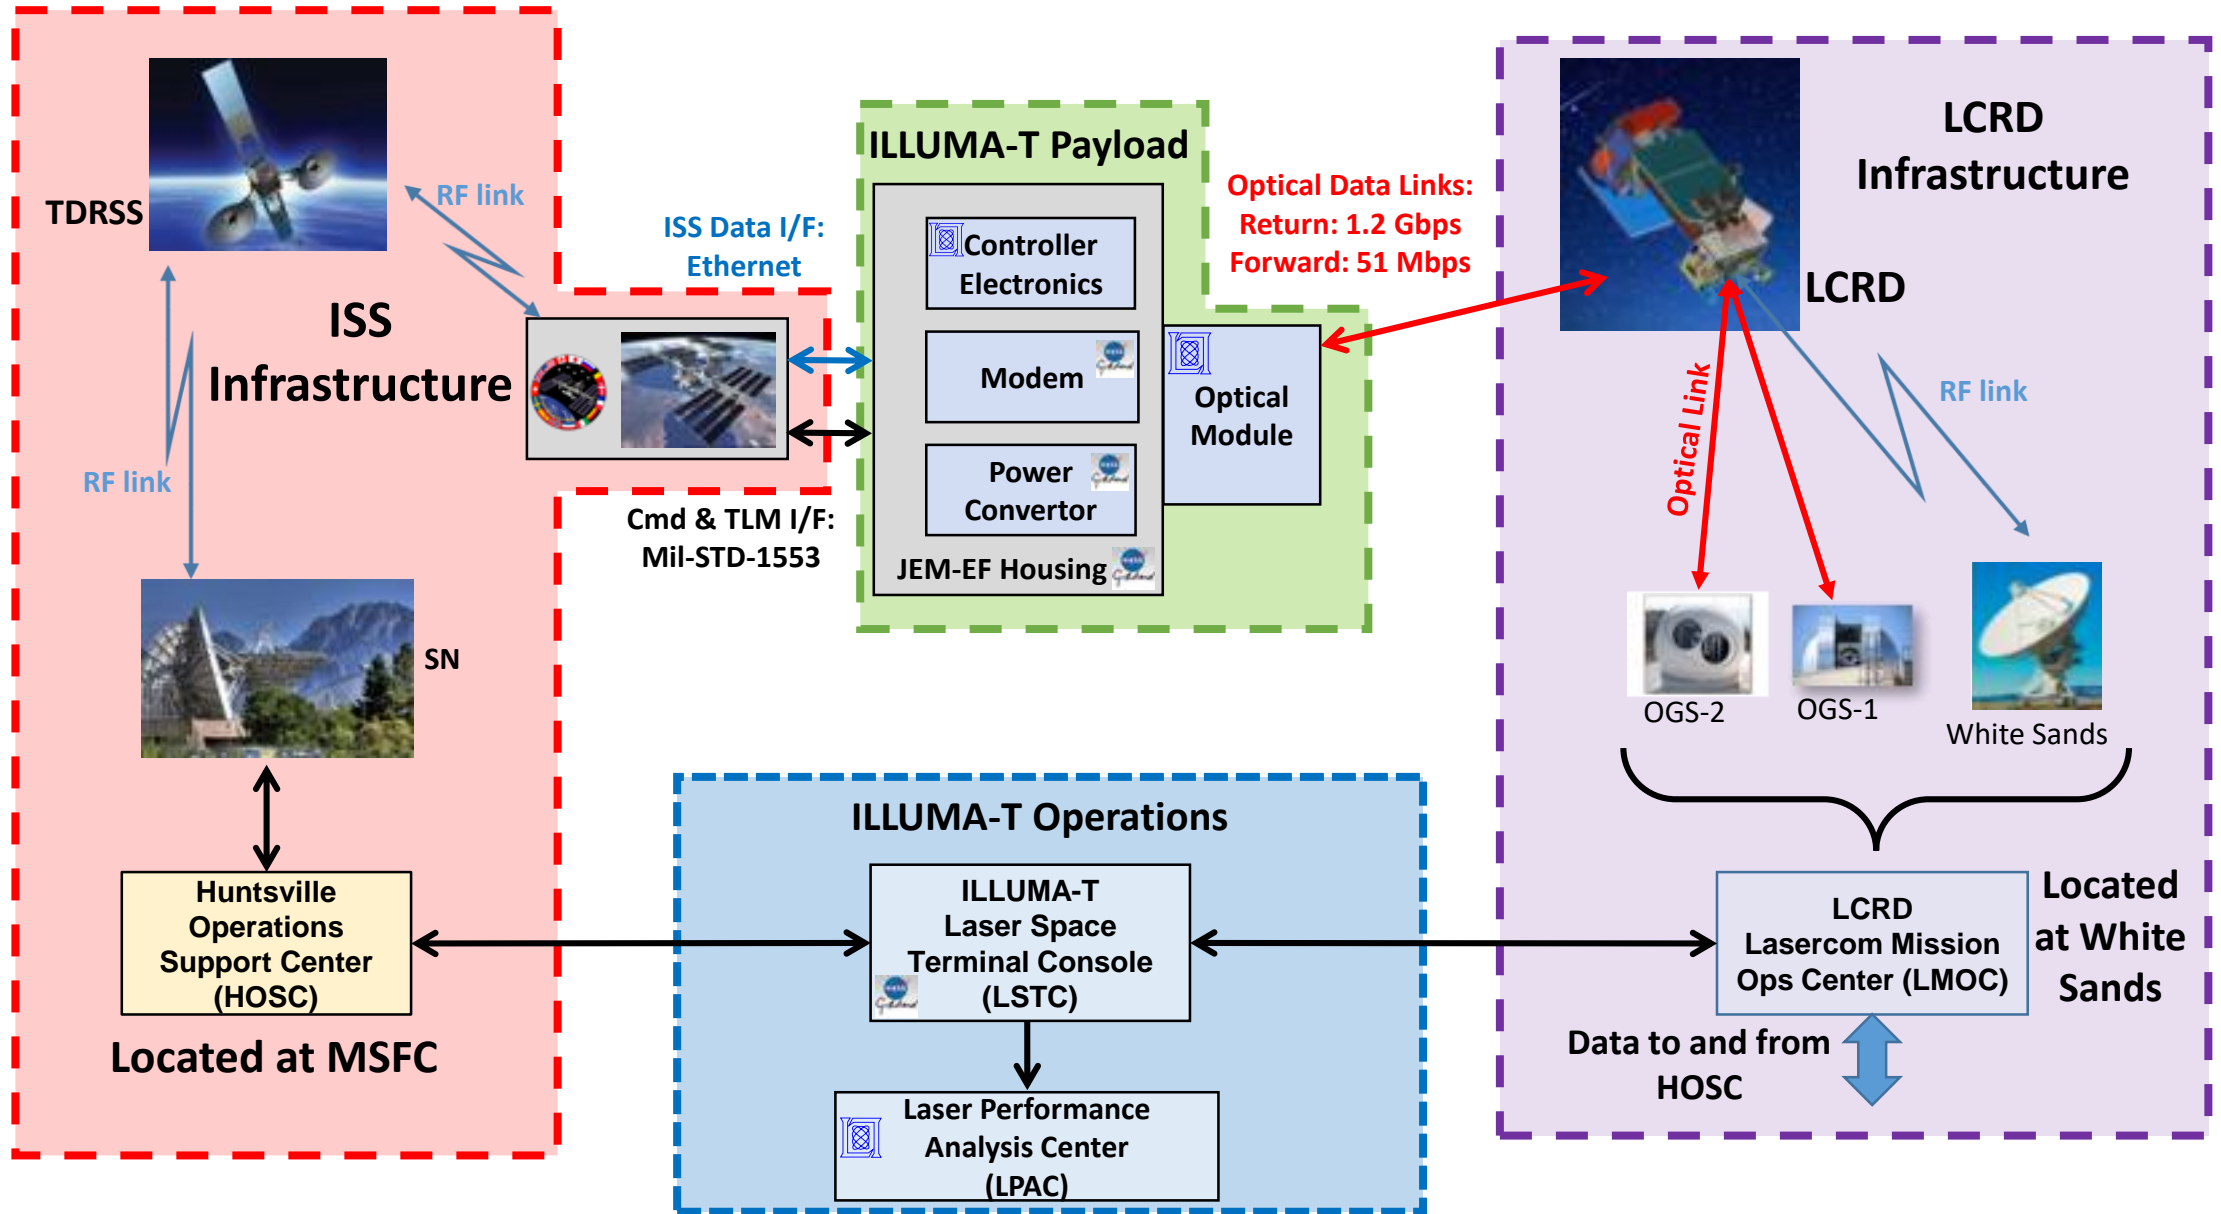 TDRSS
RF link
ISS
Infrastructure
RF link
SN
Huntsville
Operations
Support Center
(HOSC)
Located at MSFC
ISS Data I/F:
Ethernet
Cmd & TLM I/F:
Mil-STD-1553
ILLUMA-T Payload
Controller
Electronics
Modem
Power
Convertor
JEM-EF Housing
Optical
Module
Optical Data Links:
Return: 1.2 Gbps
Forward: 51 Mbps
ILLUMA-T Operations
ILLUMA-T
Laser Space
Terminal Console
(LSTC)
Laser Performance
Analysis Center
(LPAC)
LCRD
Infrastructure
LCRD
Optical Link
RF link
OGS-2
OGS-1
White Sands
LCRD
Lasercom Mission
Ops Center (LMOC)
Located
at White
Sands
Data to and from
HOSC